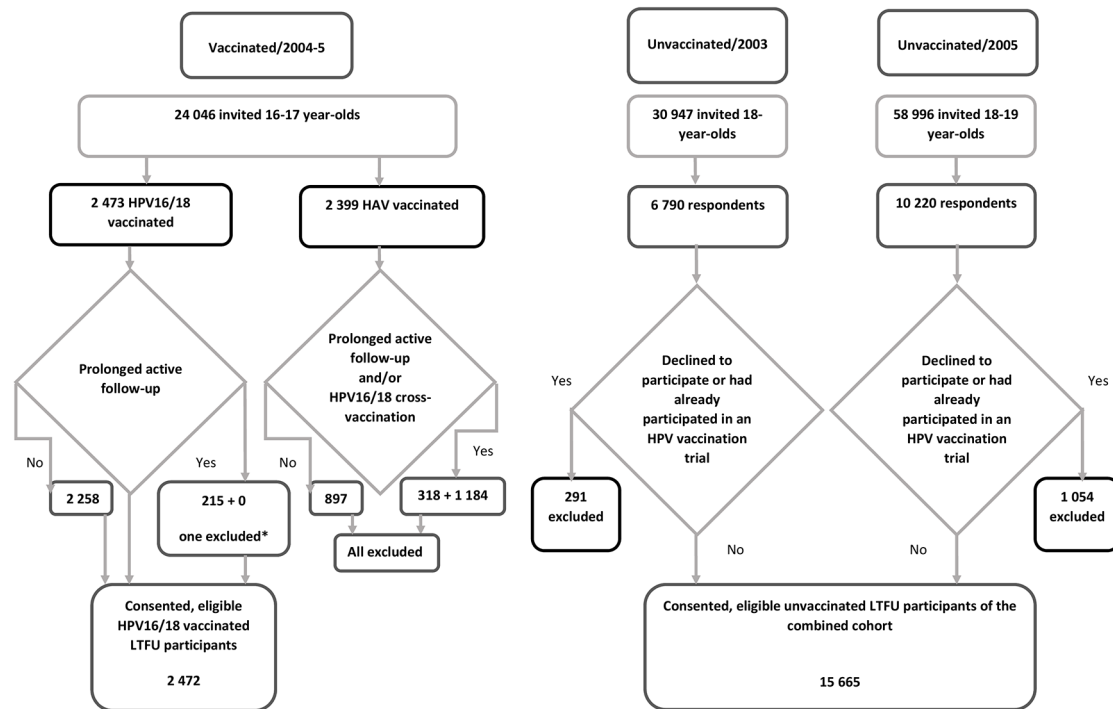 Vaccinated/2004-5
Unvaccinated/2003
Unvaccinated/2005
24 046 invited 16-17 year-olds
30 947 invited 18-
year-olds
58 996 invited 18-19
year-olds
2 473 HPV16/18
vaccinated
2 399 HAV vaccinated
6 790 respondents
10 220 respondents
Prolonged active
follow-up
Prolonged active
follow-up
and/or
HPV16/18 cross-
vaccination
Declined to
participate or had
already
participated in an
HPV vaccination
trial
Declined to
participate or had
already
participated in an
HPV vaccination
trial
Yes
Yes
No
Yes
No
Yes
2 258
215 + 0
one excluded*
897
318 + 1 184
291
excluded
1 054
excluded
All excluded
No
No
Consented, eligible
HPV16/18 vaccinated
LTFU participants
2 472
Consented, eligible unvaccinated LTFU participants of the
combined cohort
15 665